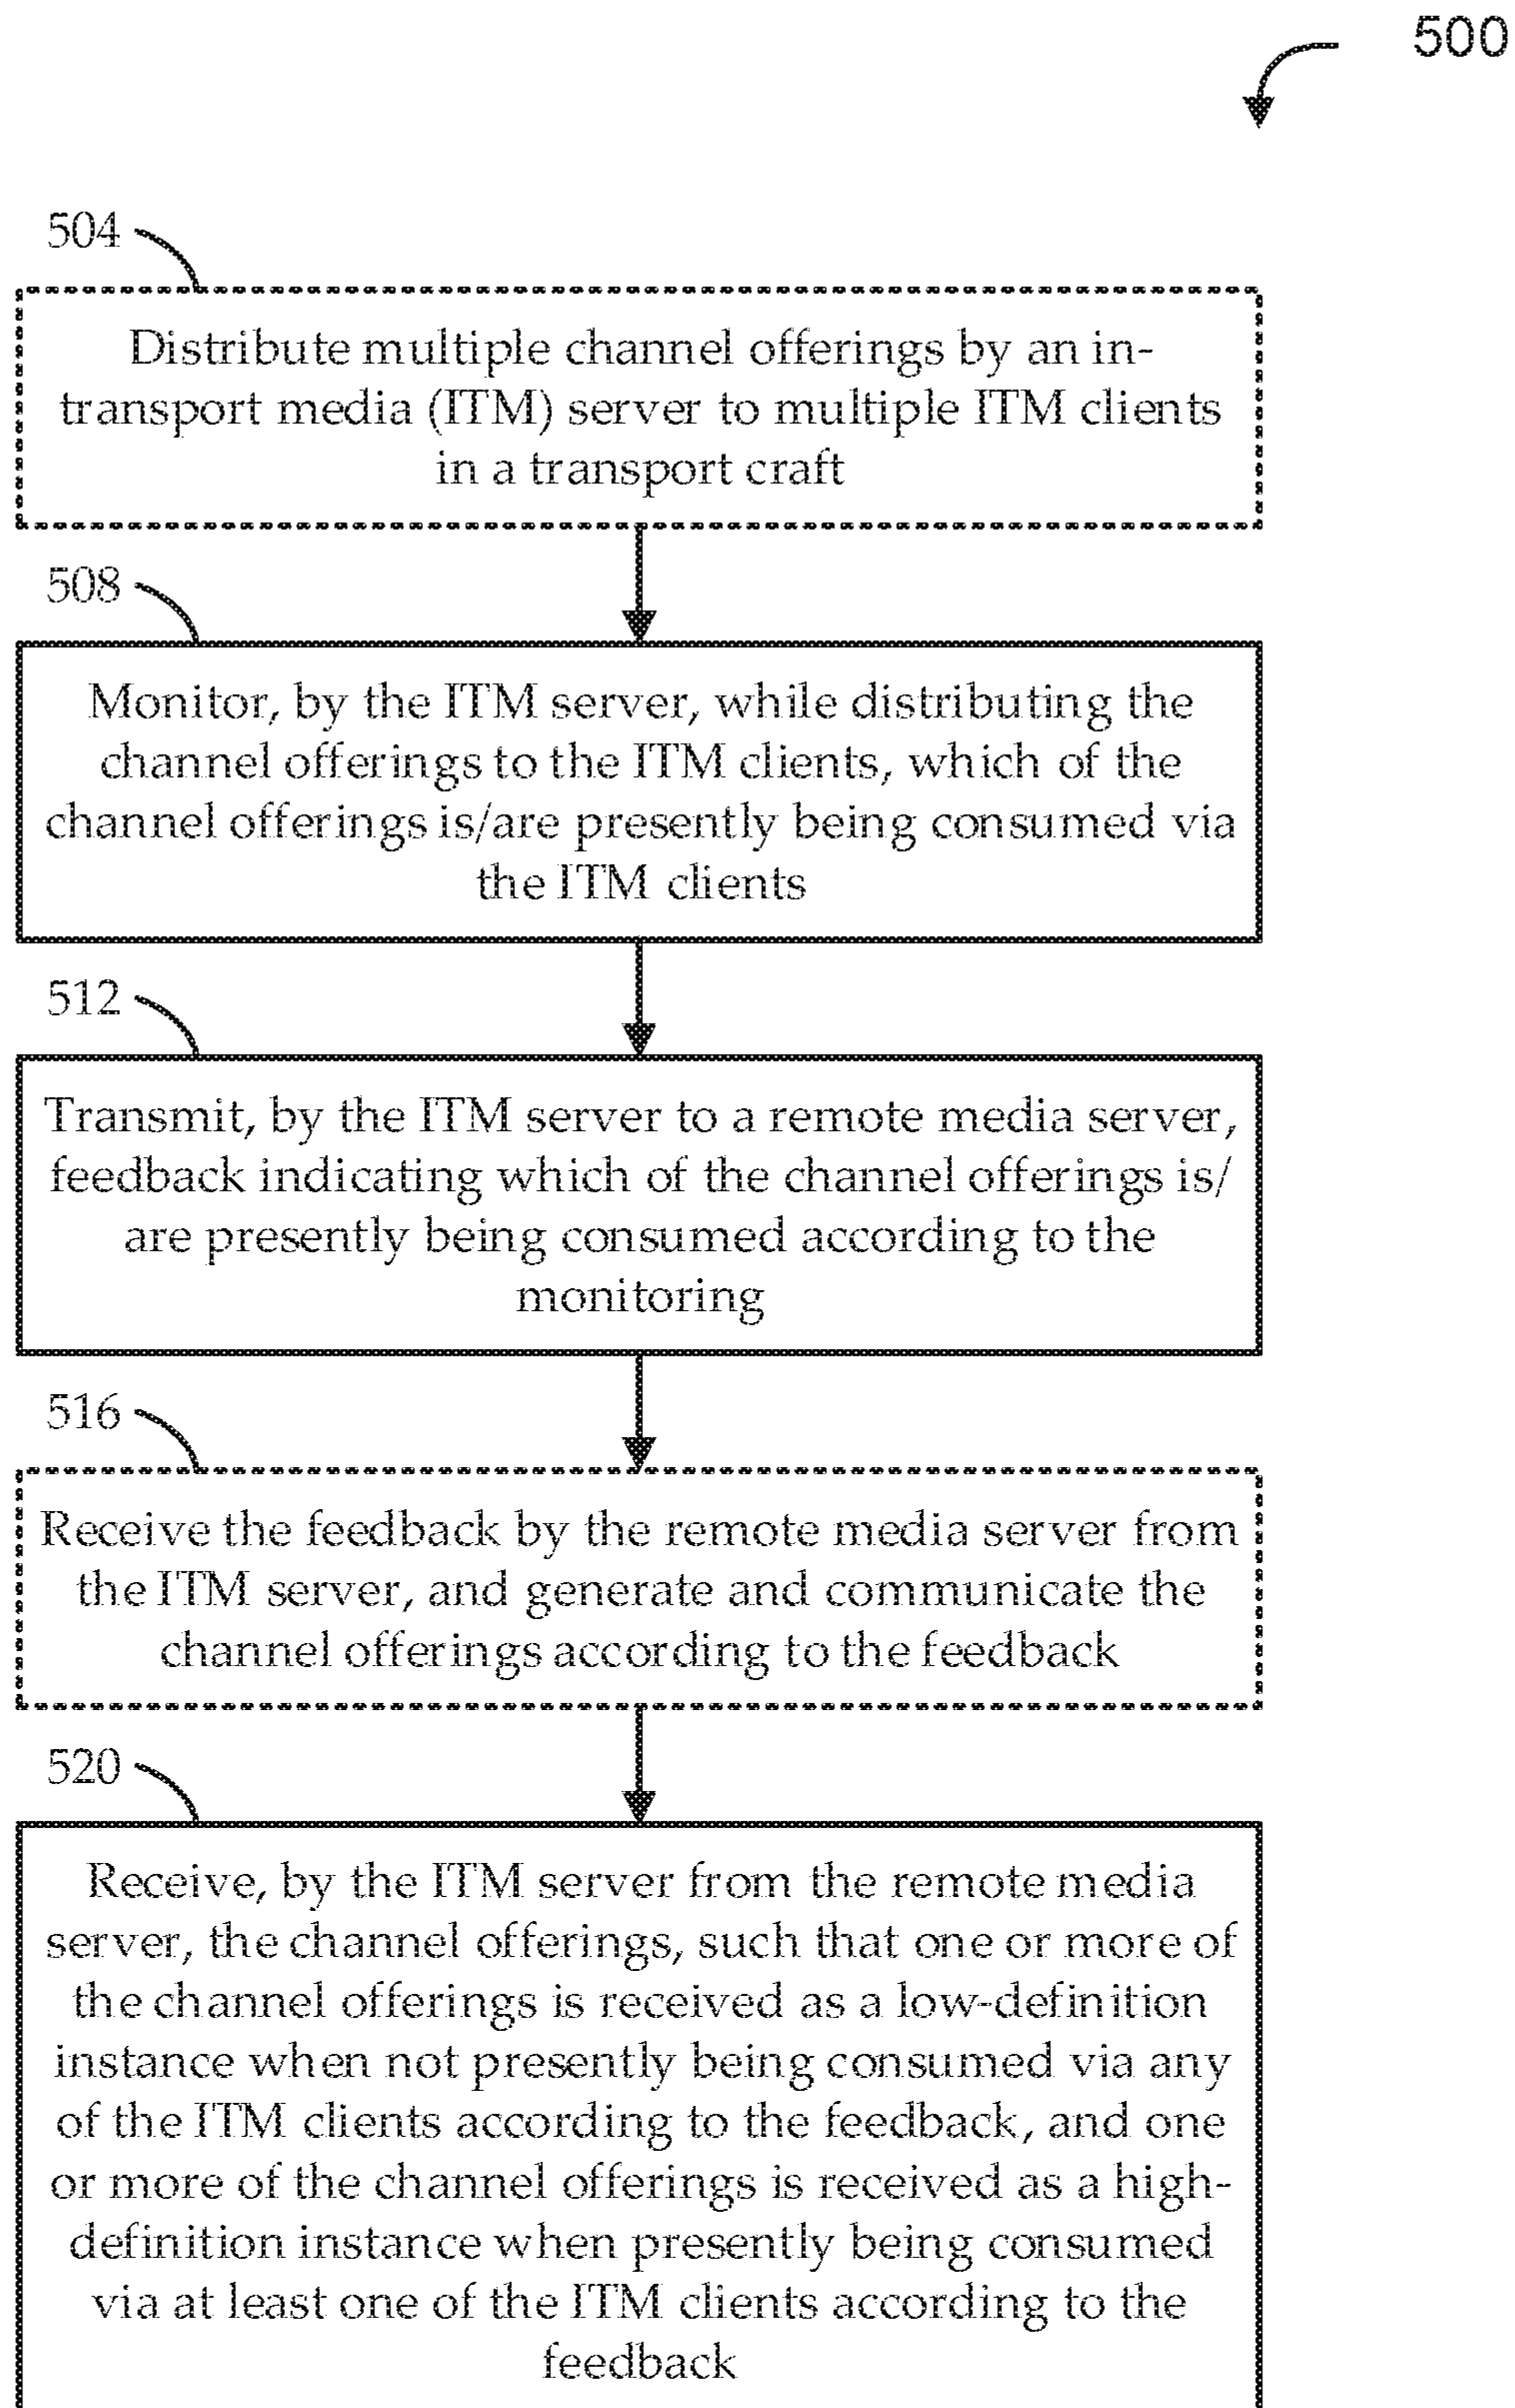 500
504
Distribute multiple channel offerings by an in-
transport media (ITM) server to multiple ITM clients
in a transport craft
508
Monitor, by the ITM server, while distributing the
channel offerings to the ITM clients, which of the
channel offerings is/are presently being consumed via
the ITM clients
512
Transmit, by the ITM server to a remote media server,
feedback indicating which of the channel offerings is/
are presently being consumed according to the
monitoring
516
Receive the feedback by the remote media server from
the ITM server, and generate and communicate the
channel offerings according to the feedback
520
Receive, by the ITM server from the remote media
server, the channel offerings, such that one or more of
the channel offerings is received as a low-definition
instance when not presently being consumed via any
of the ITM clients according to the feedback, and one
or more of the channel offerings is received as a high-
definition instance when presently being consumed
via at least one of the ITM clients according to the
feedback